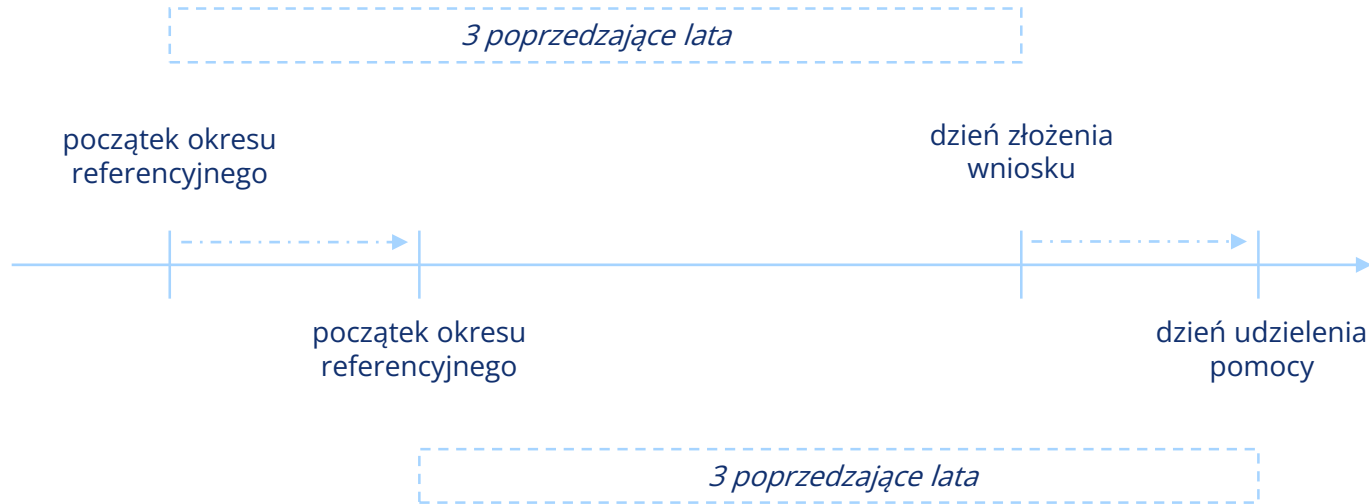 3 poprzedzające lata
początek okresu
referencyjnego
dzień złożenia
wniosku
początek okresu
referencyjnego
dzień udzielenia
pomocy
3 poprzedzające lata